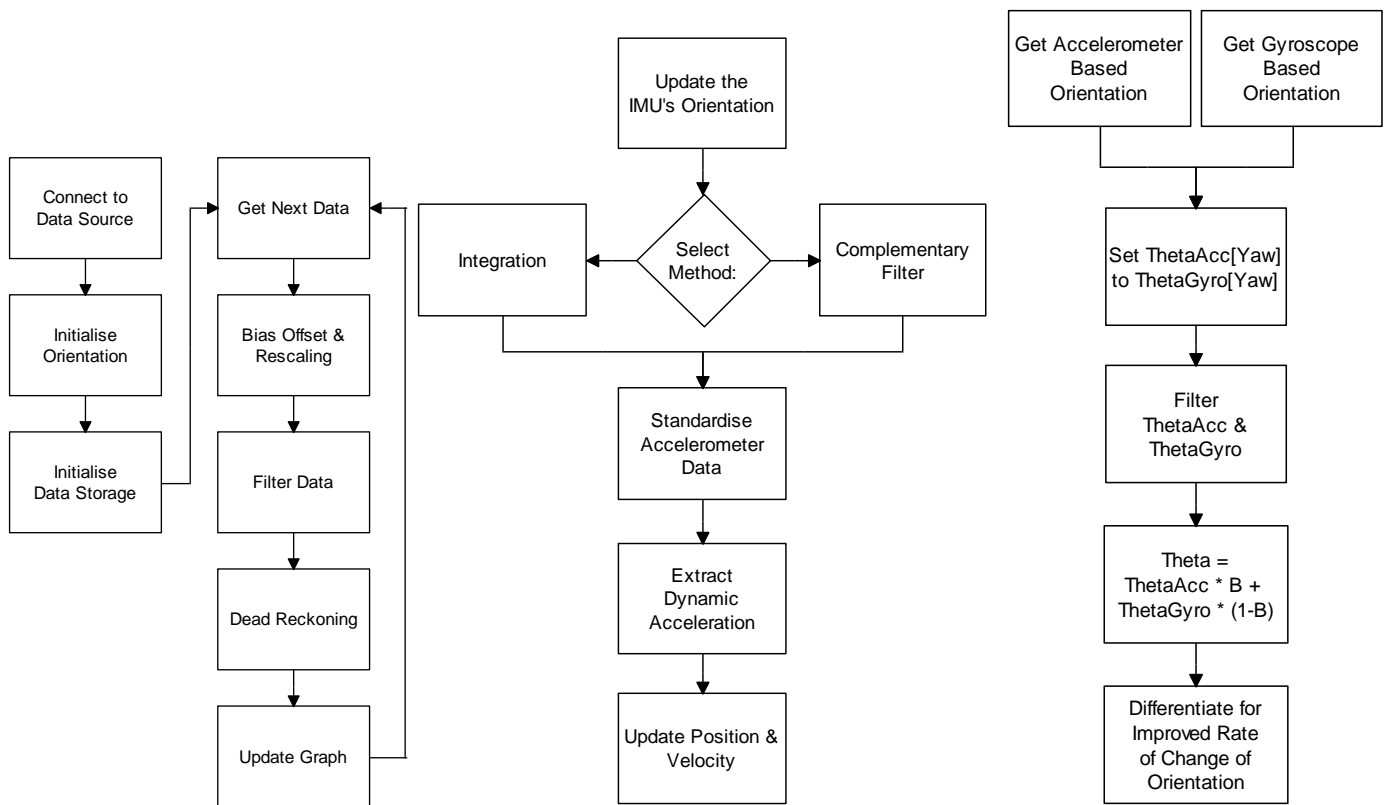 Connect to
Data Source
Initialise
Orientation
Initialise
Data Storage
Get Next Data
Bias Offset &
Rescaling
Filter Data
Dead Reckoning
Update Graph
Update the
IMU's Orientation
Select
Method:
Integration
Complementary
Filter
Standardise
Accelerometer
Data
Extract
Dynamic
Acceleration
Update Position &
Velocity
Get Accelerometer
Based
Orientation
Get Gyroscope
Based
Orientation
Set ThetaAcc[Yaw]
to ThetaGyro[Yaw]
Filter
ThetaAcc &
ThetaGyro
Theta =
ThetaAcc * B +
ThetaGyro * (1-B)
Differentiate for
Improved Rate
of Change of
Orientation